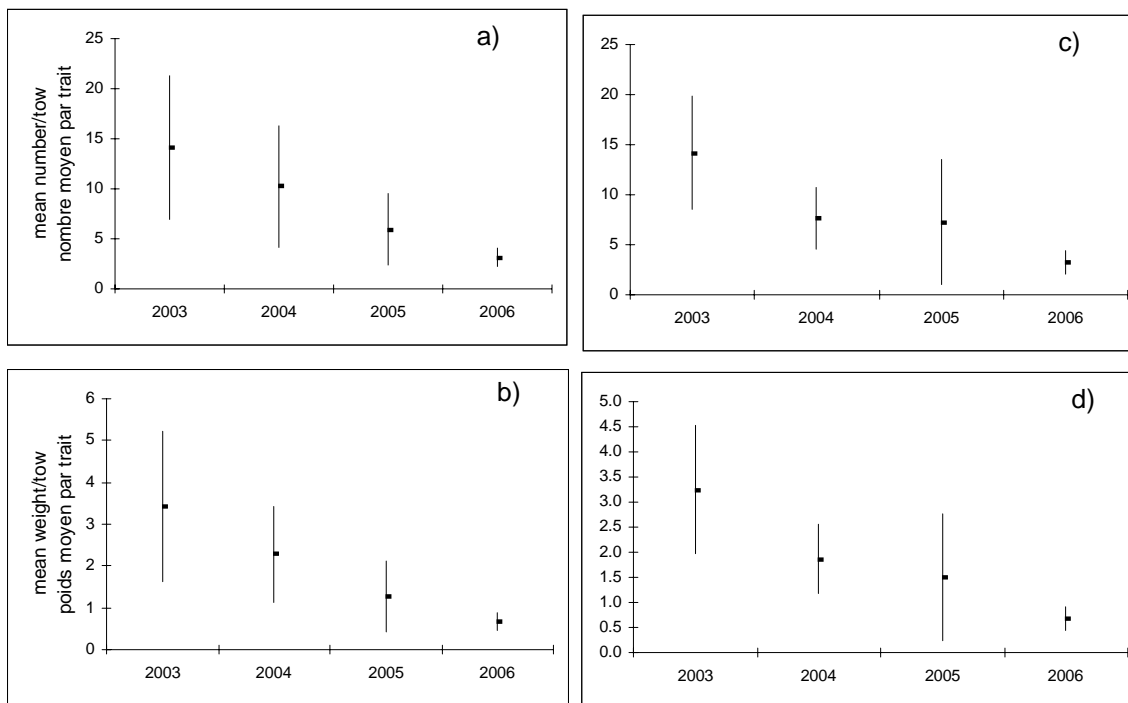 a)
mean number/tow
nombre moyen par trait
25
20
15
10
5
0
2003 2004 2005 2006
c)
25
20
15
10
5
0
2003 2004 2005 2006
b)
mean weight/tow
poids moyen par trait
6
5
4
3
2
1
0
2003 2004 2005 2006
d)
5.0
4.5
4.0
3.5
3.0
2.5
2.0
1.5
1.0
0.5
0.0
2003 2004 2005 2006